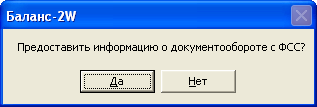 Баланс-2W
Предоставить информацию о документообороте с ФСС?
Да
Нет